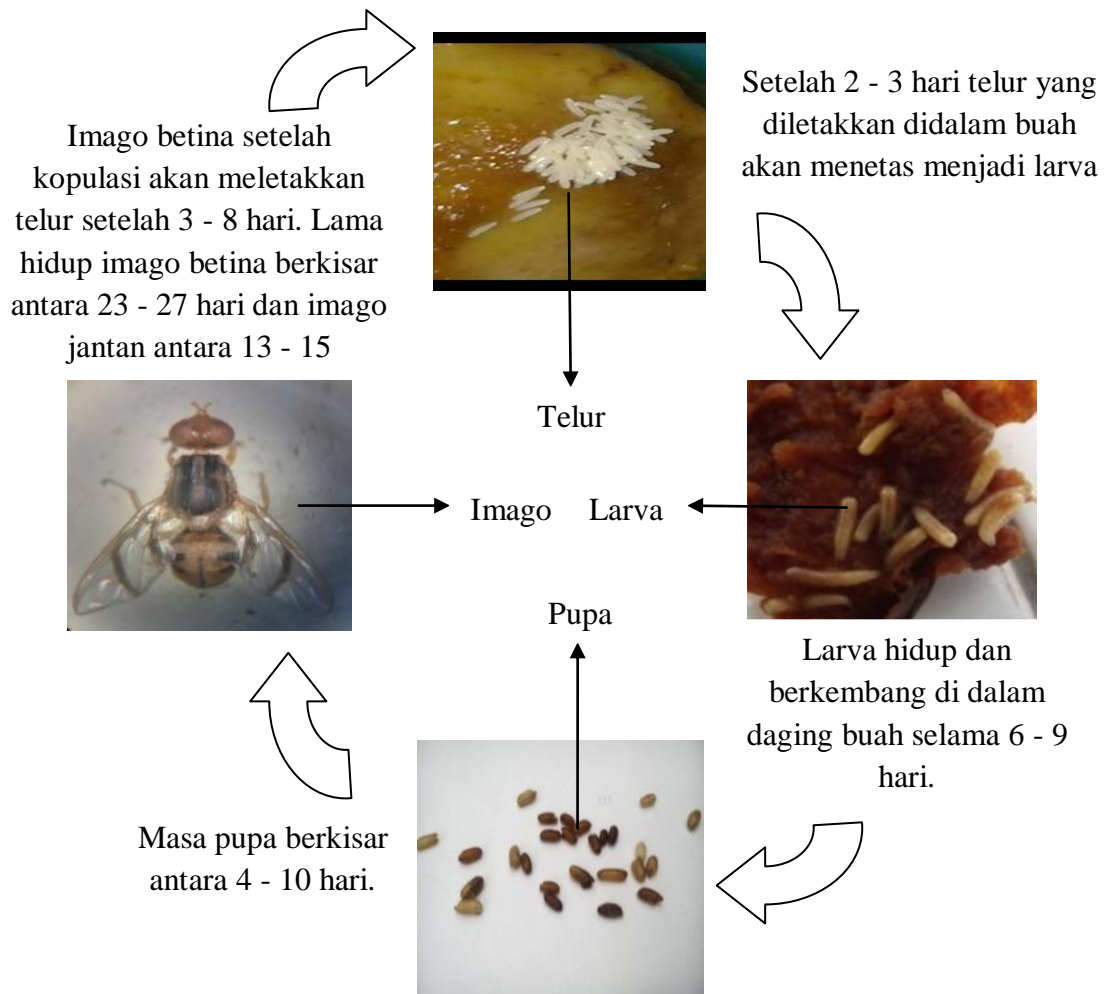 Imago betina setelah
kopulasi akan meletakkan
telur setelah 3 - 8 hari. Lama
hidup imago betina berkisar
antara 23 - 27 hari dan imago
jantan antara 13 - 15
Setelah 2 - 3 hari telur yang
diletakkan didalam buah
akan menetas menjadi larva
Telur
Imago
Larva
Pupa
Larva hidup dan
berkembang di dalam
daging buah selama 6 - 9
hari.
Masa pupa berkisar
antara 4 - 10 hari.